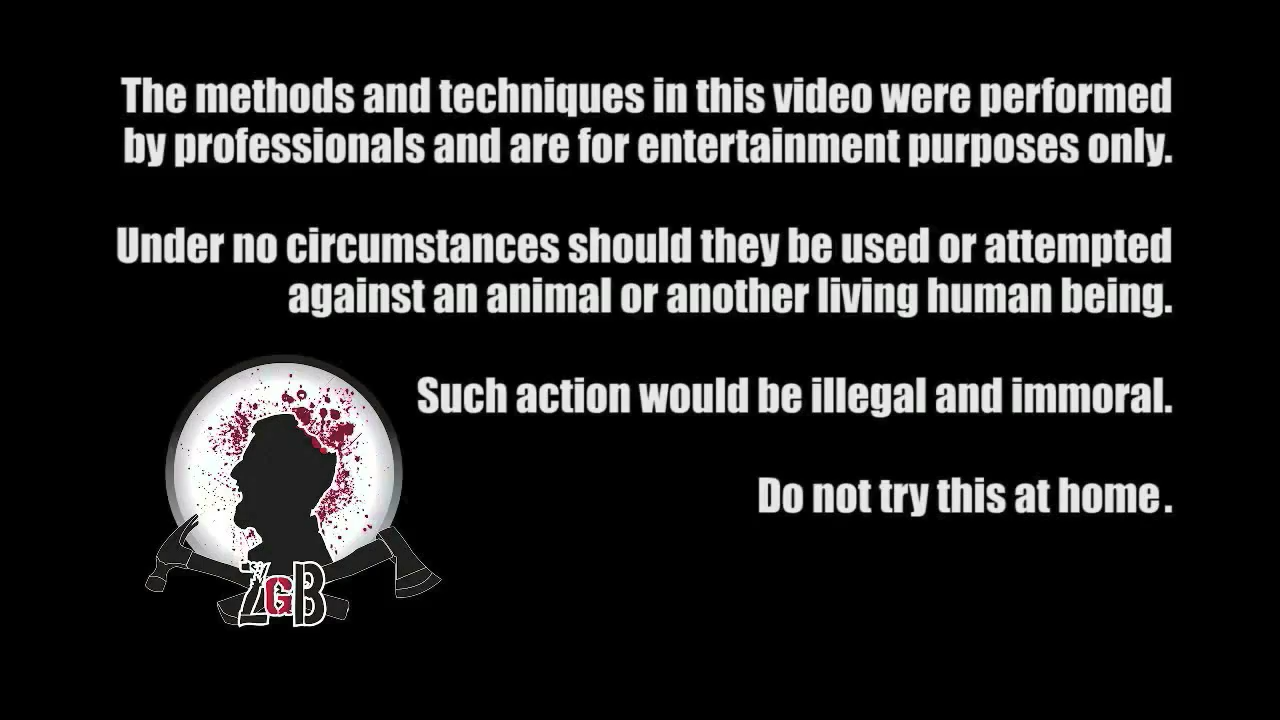 The methods and techniques in this video were performed
by professionals and are for entertainment purposes only.
Under no circumstances should they be used or attempted
against an animal or another living human being.
Such action would be illegal and immoral.
Do not try this at home.
ZGB